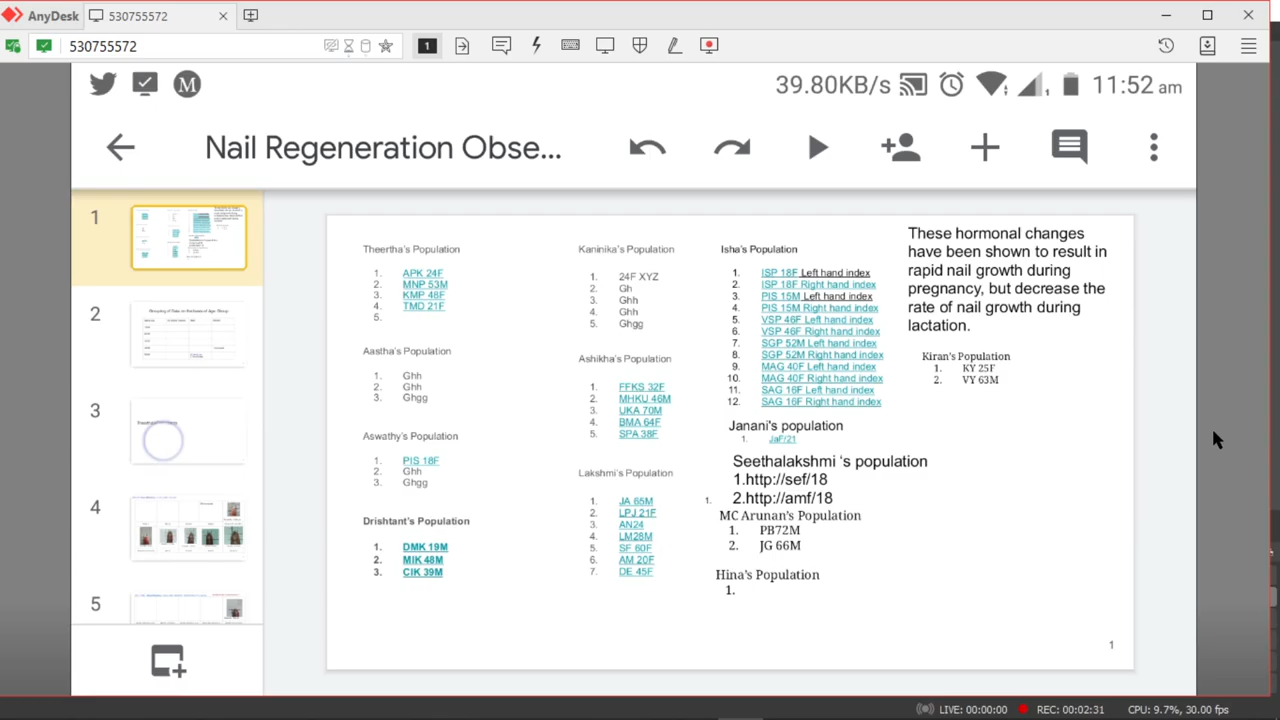 AnyDesk
530755572
530755572
1
39.80KB/s
11:52 am
Nail Regeneration Obse...
1
2
3
4
5
Theertha's Population
1. APK 24F
2. MNP 53M
3. KMP 48F
4. TMD 21F
5.
Aastha's Population
1. Ghh
2. Ghh
3. Ghgg
Aswathy's Population
1. PIS 18F
2. Ghh
3. Ghgg
Drishtant's Population
1. DMK 19M
2. MIK 48M
3. CIK 39M
Kaninika's Population
1. 24F XYZ
2. Gh
3. Ghh
4. Ghh
5. Ghgg
Ashikha's Population
1. FFKS 32F
2. MHKU 46M
3. UKA 70M
4. BMA 64F
5. SPA 38F
Lakshmi's Population
1. JA 65M
2. LPJ 21F
3. AN24
4. LM28M
5. SF 60F
6. AM 20F
7. DE 45F
Isha's Population
1. ISP 18F Left hand index
2. ISP 18F Right hand index
3. PIS 15M Left hand index
4. PIS 15M Right hand index
5. VSP 46F Left hand index
6. VSP 46F Right hand index
7. SGP 52M Left hand index
8. SGP 52M Right hand index
9. MAG 40F Left hand index
10. MAG 40F Right hand index
11. SAG 16F Left hand index
12. SAG 16F Right hand index
Janani's population
1. JaF/21
Seethalakshmi 's population
1.http://sef/18
1. 2.http://amf/18
MC Arunan's Population
1. PB72M
2. JG 66M
Hina's Population
1.
These hormonal changes
have been shown to result in
rapid nail growth during
pregnancy, but decrease the
rate of nail growth during
lactation.
Kiran's Population
1. KY 25F
2. VY 63M
1
LIVE: 00:00:00
REC: 00:02:31
CPU: 9.7%, 30.00 fps